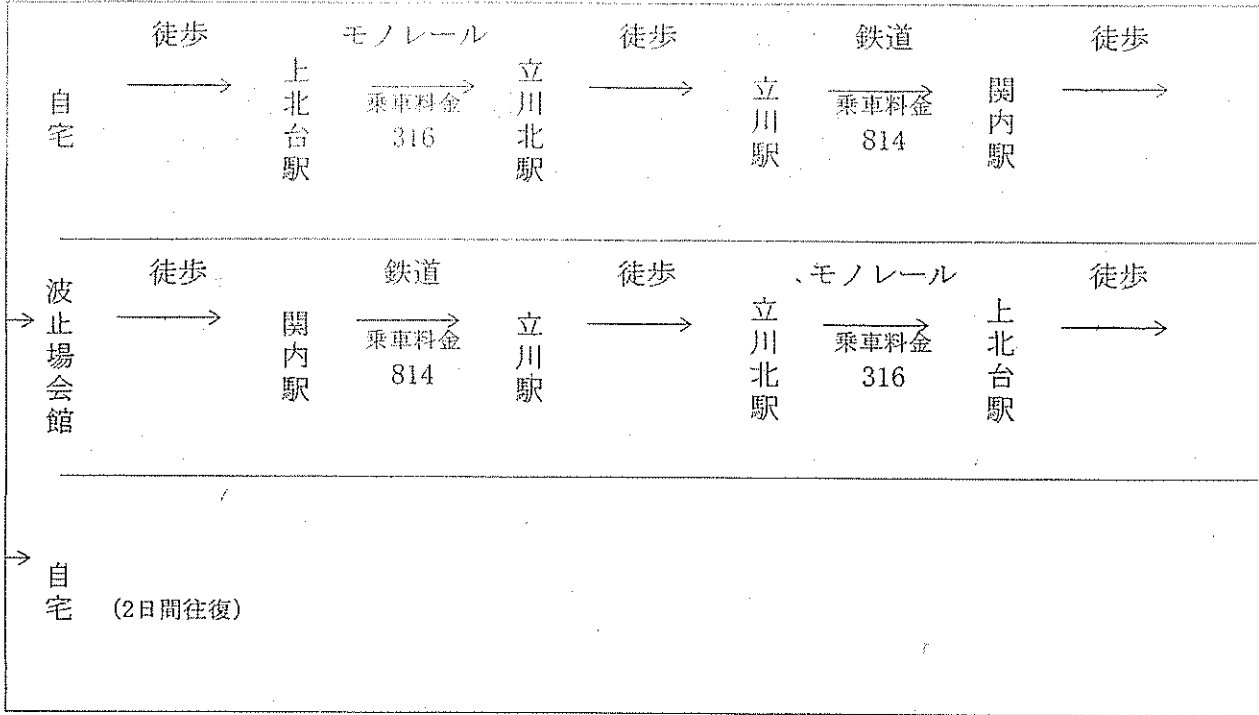 徒歩 モノレール 徒歩 鉄道 徒歩
自宅 → 上北台駅 → 立川北駅 → 立川駅 → 関内駅 →
乗車料金 乗車料金
316 814
徒歩 鉄道 徒歩 モノレール 徒歩
→ 波止場会館 → 関内駅 → 立川駅 → 立川北駅 → 上北台駅 →
乗車料金 乗車料金
814 316
→ 自宅 (2日間往復)